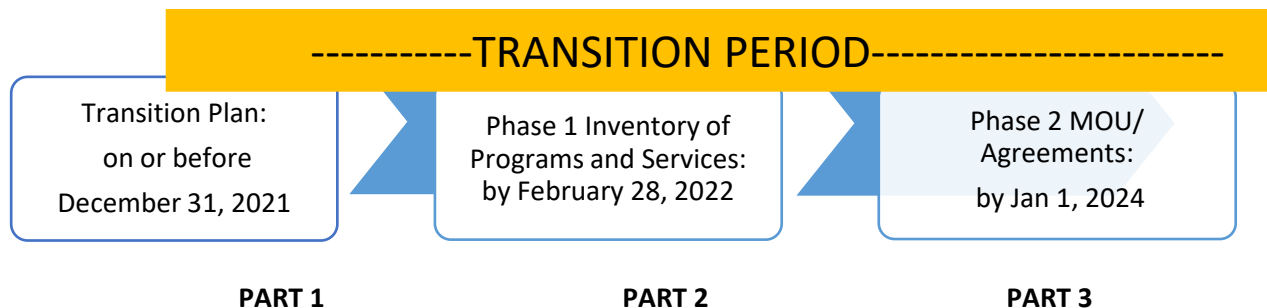 -----------TRANSITION PERIOD------------------------
Transition Plan:
on or before
December 31, 2021
Phase 1 Inventory of
Programs and Services:
by February 28, 2022
Phase 2 MOU/
Agreements:
by Jan 1, 2024
PART 1
PART 2
PART 3